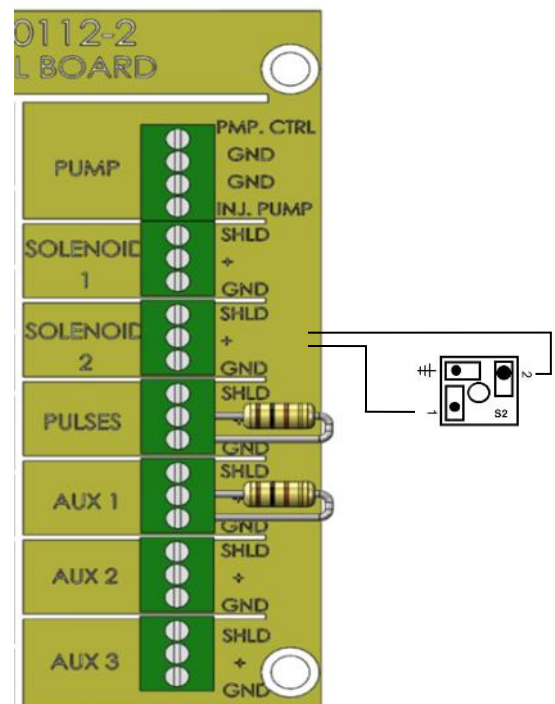 0112-2
L BOARD
PUMP
PMP. CTRL
GND
GND
INJ. PUMP
SOLENOID
1
SHLD
+
GND
SOLENOID
2
SHLD
+
GND
PULSES
SHLD
GND
AUX 1
SHLD
GND
AUX 2
SHLD
+
GND
AUX 3
SHLD
+
GND
1
2
S2